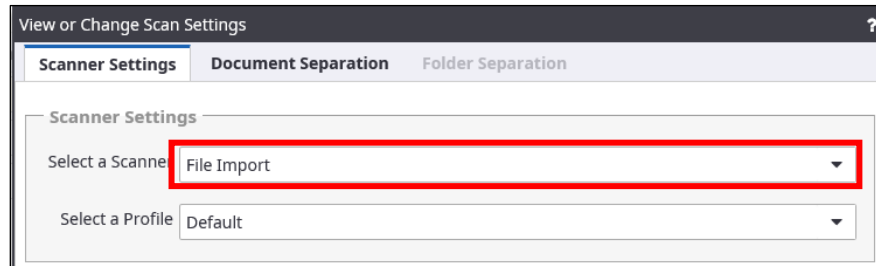 View or Change Scan Settings ?
Scanner Settings Document Separation Folder Separation
Scanner Settings
Select a Scanner File Import
Select a Profile Default